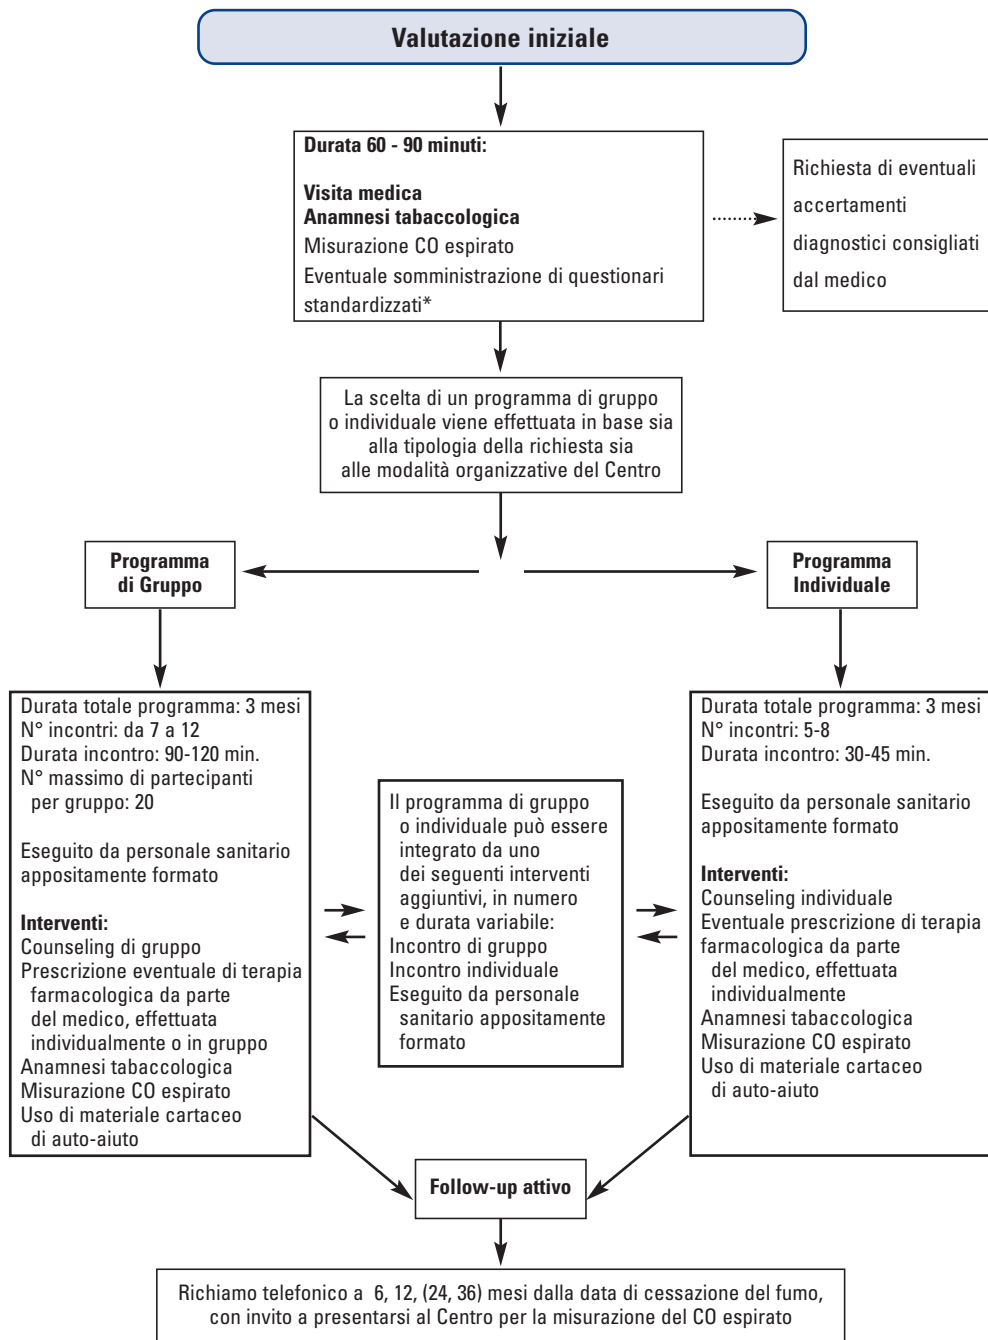 Valutazione iniziale
Durata 60 - 90 minuti:
Visita medica
Anamnesi tabaccologica
Misurazione CO espirato
Eventuale somministrazione di questionari
standardizzati*
Richiesta di eventuali
accertamenti
diagnostici consigliati
dal medico
La scelta di un programma di gruppo
o individuale viene effettuata in base sia
alla tipologia della richiesta sia
alle modalità organizzative del Centro
Programma
di Gruppo
Programma
Individuale
Durata totale programma: 3 mesi
N° incontri: da 7 a 12
Durata incontro: 90-120 min.
N° massimo di partecipanti
per gruppo: 20
Eseguito da personale sanitario
appositamente formato
Interventi:
Counseling di gruppo
Prescrizione eventuale di terapia
farmacologica da parte
del medico, effettuata
individualmente o in gruppo
Anamnesi tabaccologica
Misurazione CO espirato
Uso di materiale cartaceo
di auto-aiuto
Il programma di gruppo
o individuale può essere
integrato da uno
dei seguenti interventi
aggiuntivi, in numero
e durata variabile:
Incontro di gruppo
Incontro individuale
Eseguito da personale
sanitario appositamente
formato
Durata totale programma: 3 mesi
N° incontri: 5-8
Durata incontro: 30-45 min.
Eseguito da personale sanitario
appositamente formato
Interventi:
Counseling individuale
Eventuale prescrizione di terapia
farmacologica da parte
del medico, effettuata
individualmente
Anamnesi tabaccologica
Misurazione CO espirato
Uso di materiale cartaceo
di auto-aiuto
Follow-up attivo
Richiamo telefonico a 6, 12, (24, 36) mesi dalla data di cessazione del fumo,
con invito a presentarsi al Centro per la misurazione del CO espirato